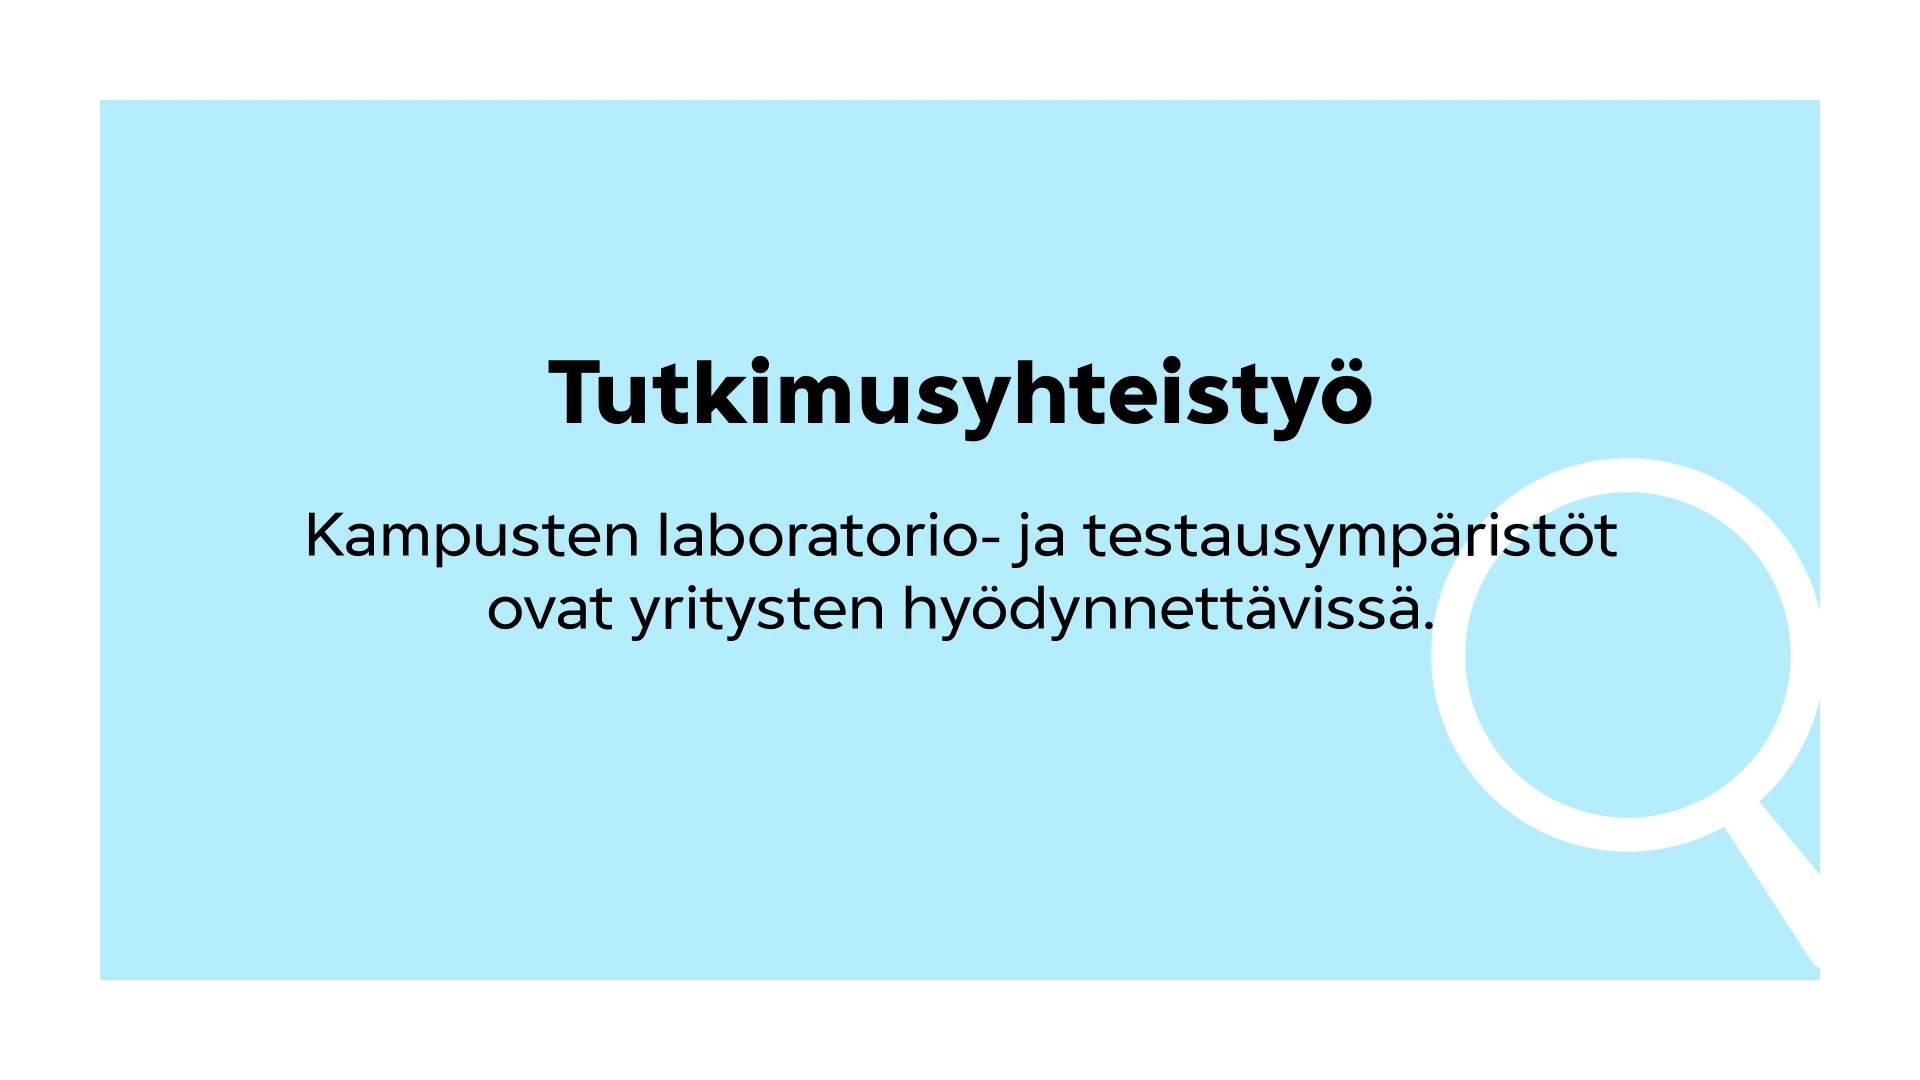 Tutkimusyhteistyö
Kampusten laboratorio- ja testausympäristöt
ovat yritysten hyödynnettävissä.